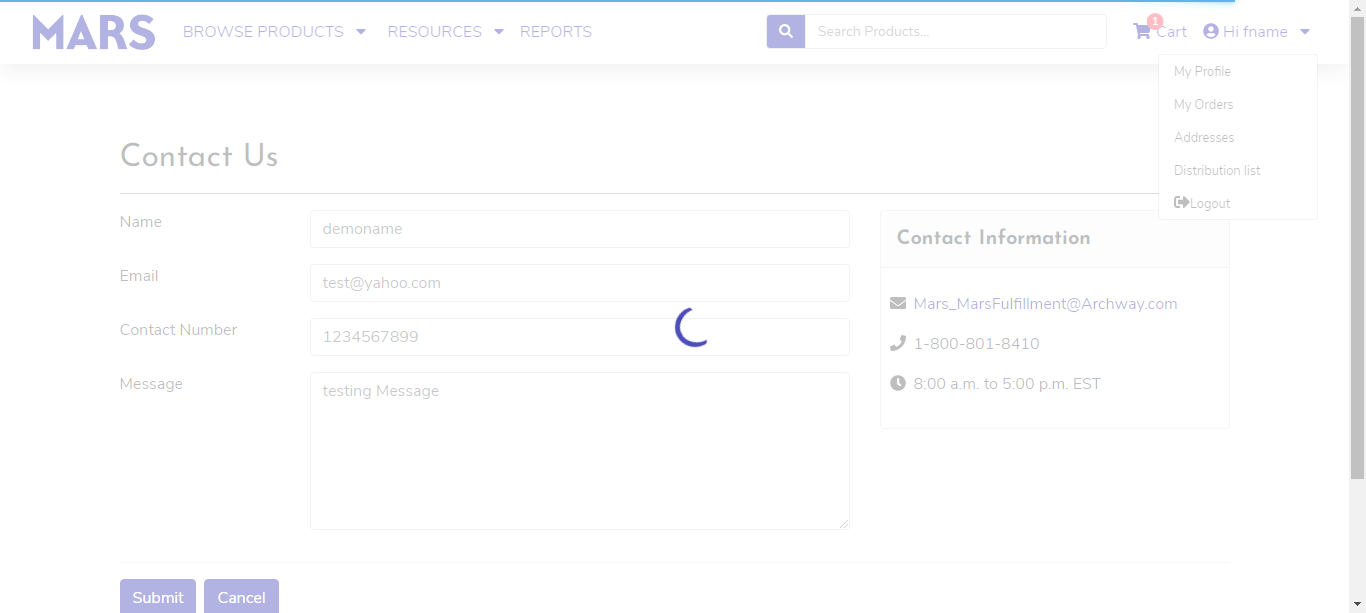 MARS
BROWSE PRODUCTS
RESOURCES
REPORTS
Search Products...
1
Cart
Hi fname
My Profile
My Orders
Addresses
Distribution list
Logout
Contact Us
Name
demoname
Email
test@yahoo.com
Contact Number
1234567899
Message
testing Message
Contact Information
Mars_MarsFulfillment@Archway.com
1-800-801-8410
8:00 a.m. to 5:00 p.m. EST
Submit
Cancel